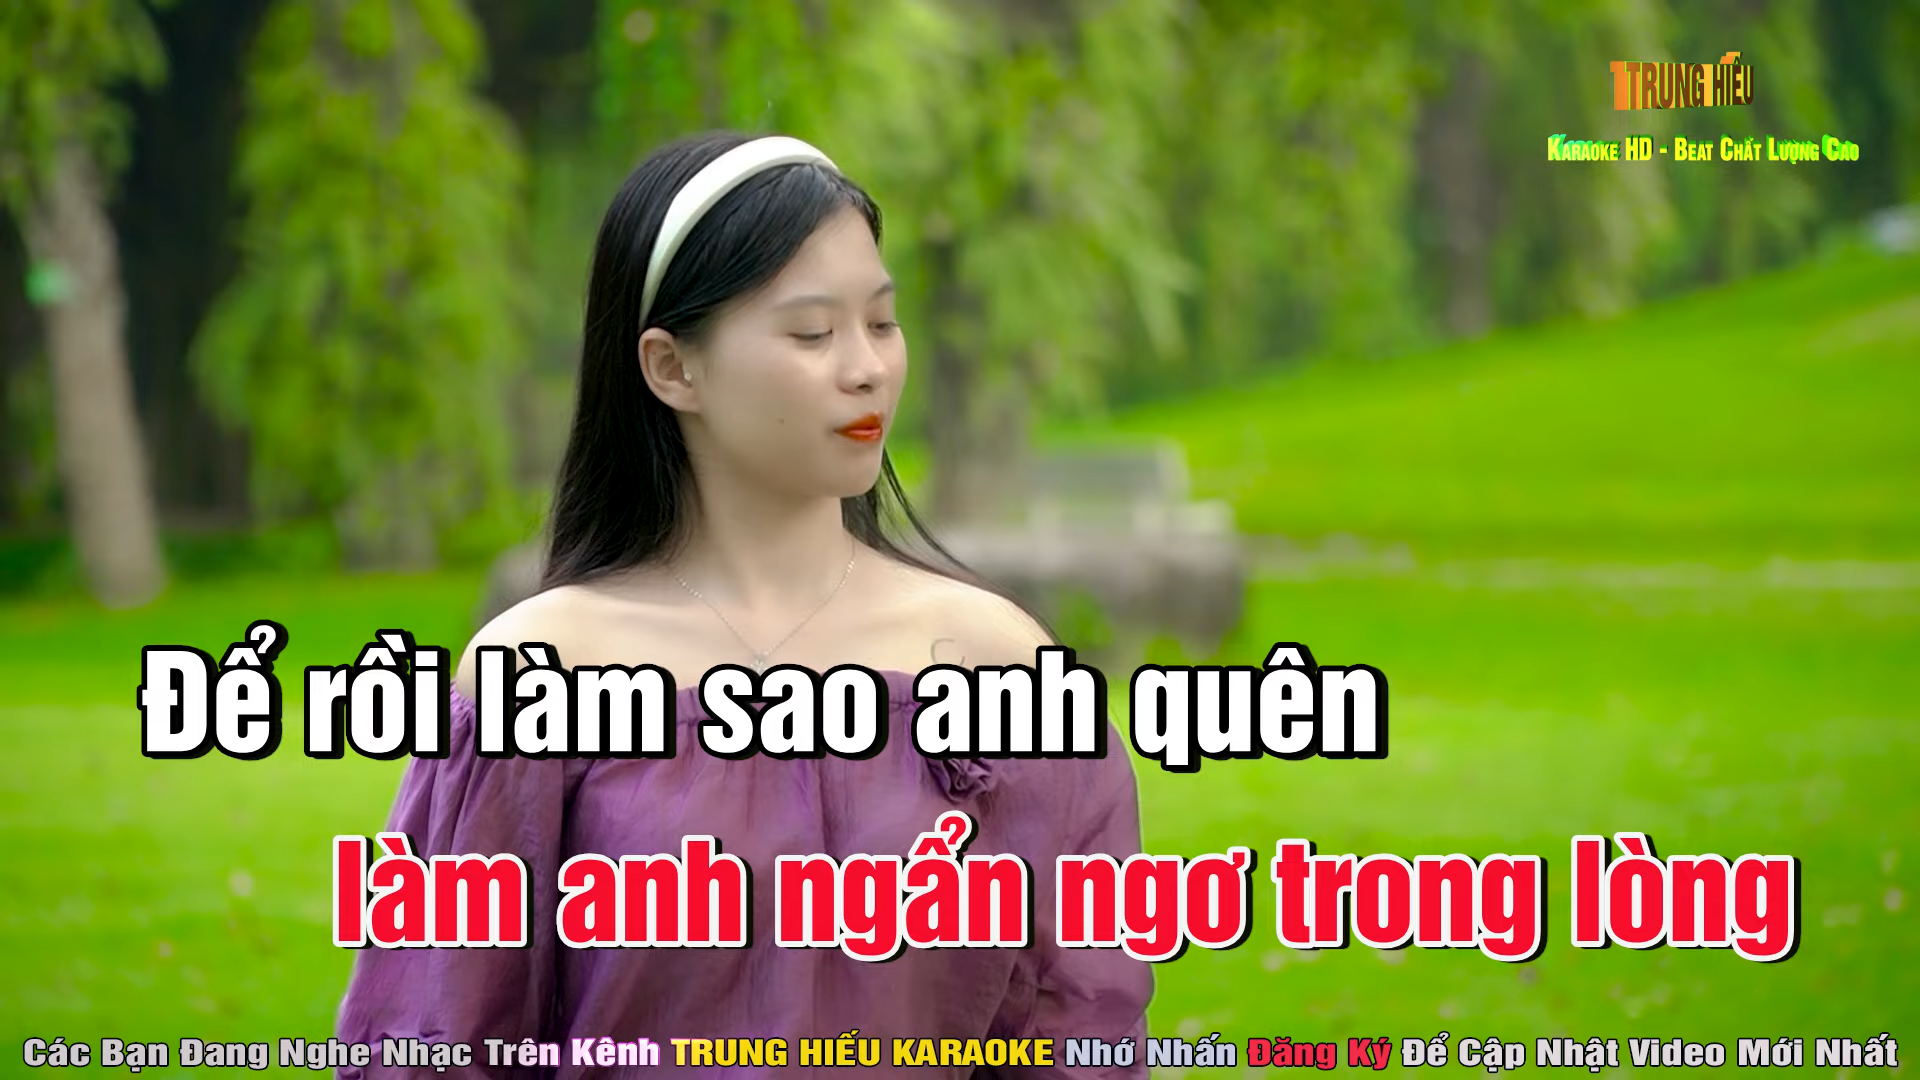 TRUNG HIẾU
Karaoke HD - Beat Chất Lượng Cao
Để rồi làm sao anh quên
làm anh ngẩn ngơ trong lòng
Các Bạn Đang Nghe Nhạc Trên Kênh TRUNG HIẾU KARAOKE Nhớ Nhấn Đăng Ký Để Cập Nhật Video Mới Nhất